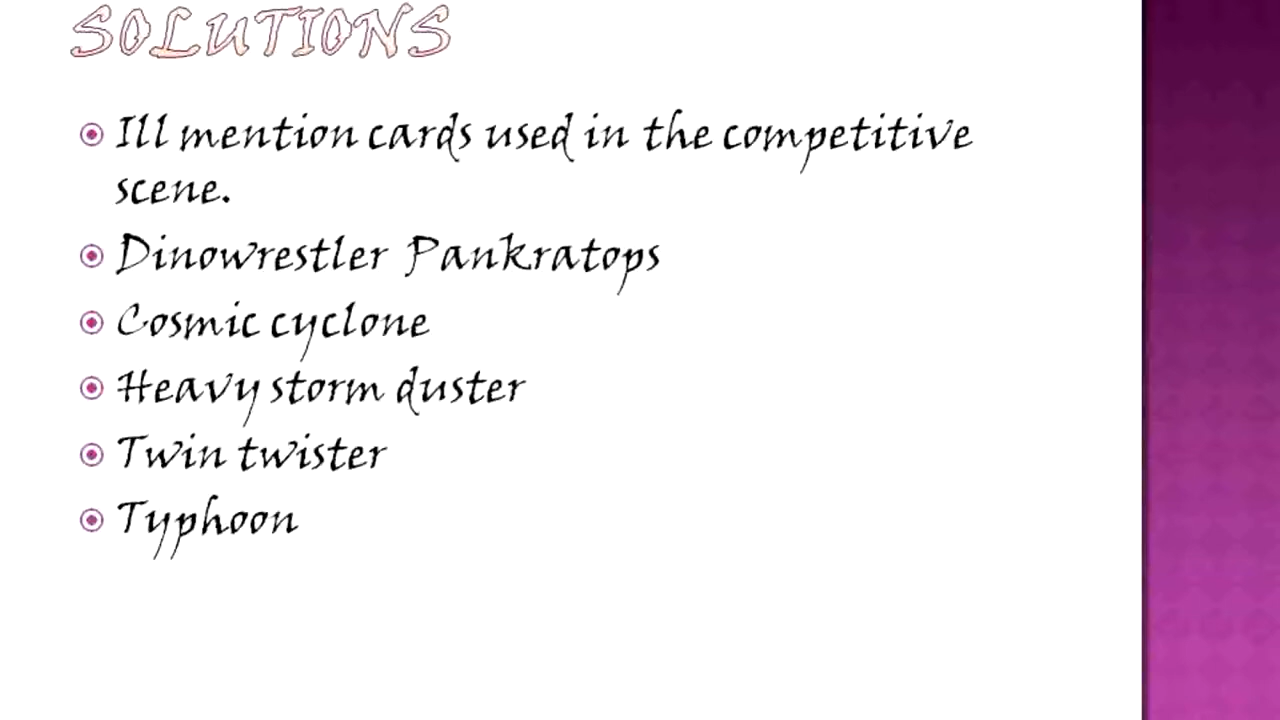 SOLUTIONS
Ill mention cards used in the competitive
scene.
Dinowrestler Pankratops
Cosmic cyclone
Heavy storm duster
Twin twister
Typhoon